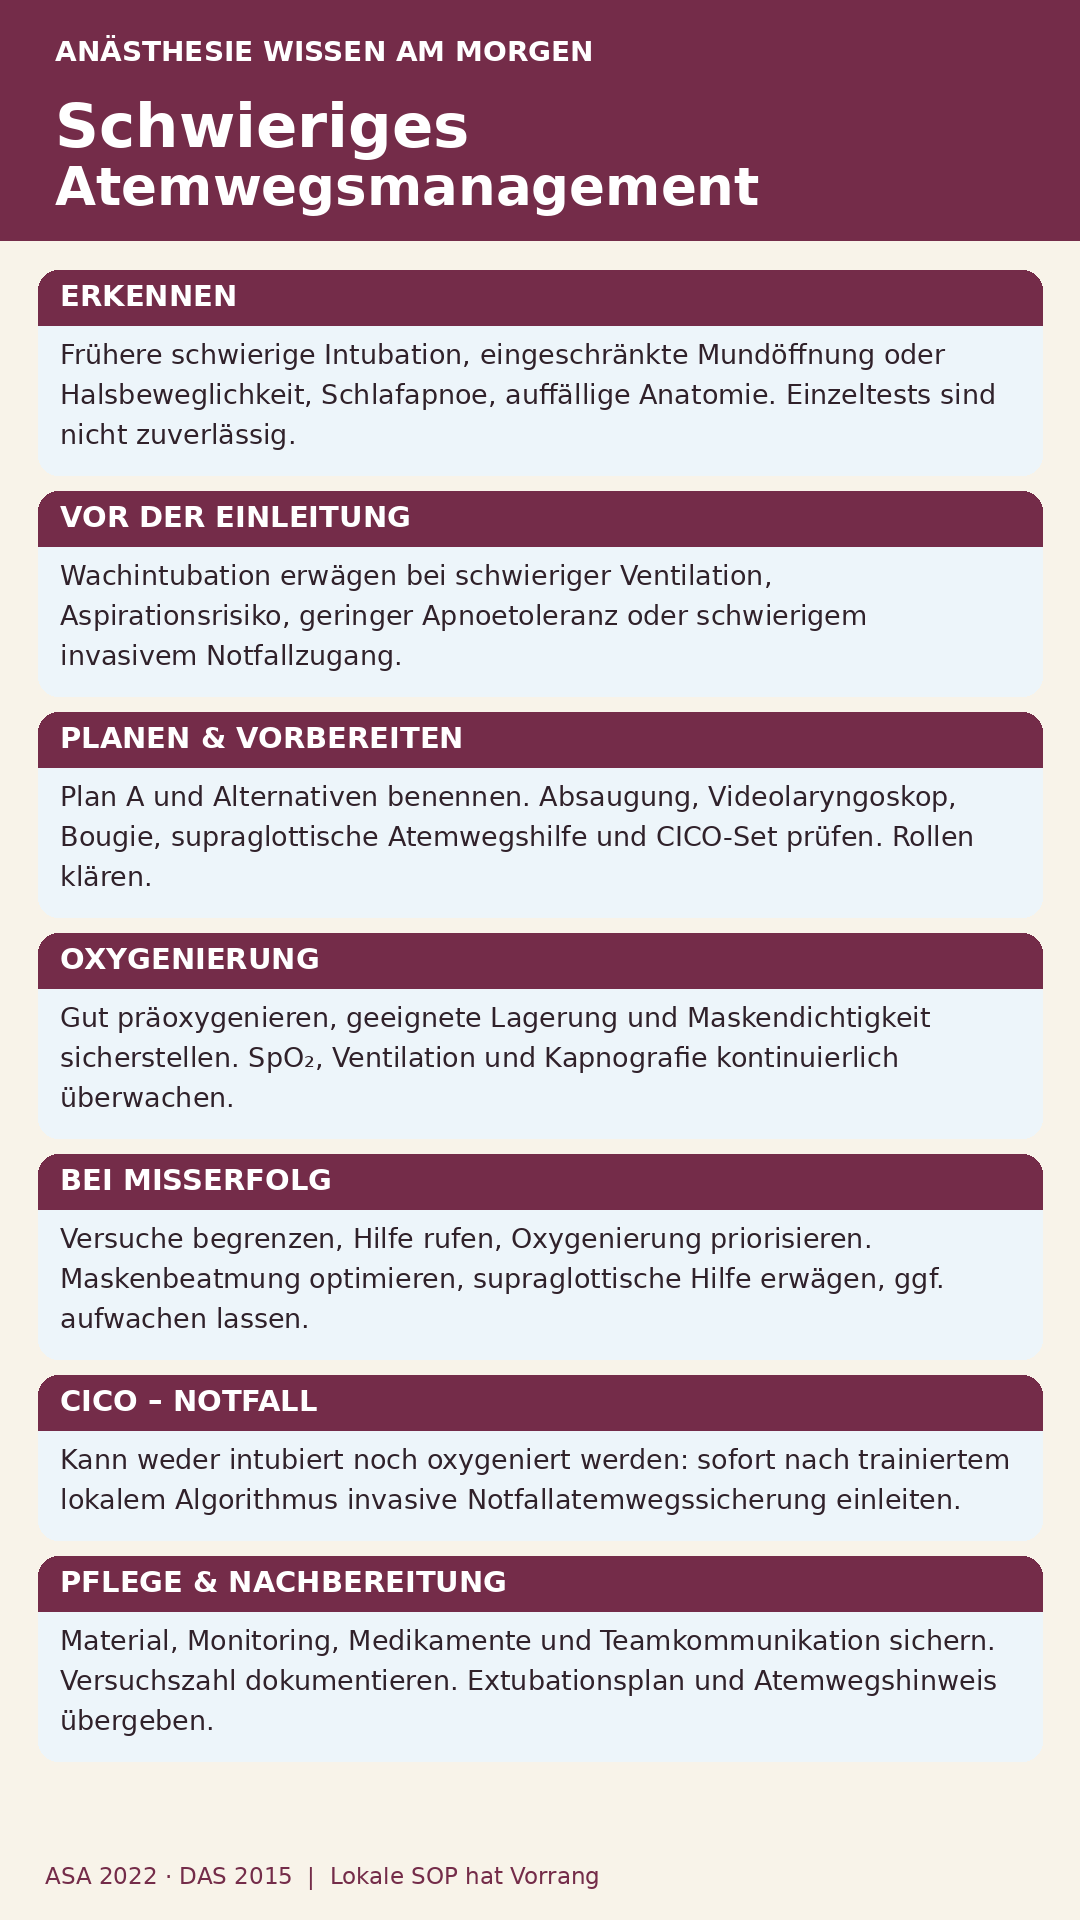 ANÄSTHESIE WISSEN AM MORGEN
Schwieriges
Atemwegsmanagement
ERKENNEN
Frühere schwierige Intubation, eingeschränkte Mundöffnung oder
Halsbeweglichkeit, Schlafapnoe, auffällige Anatomie. Einzeltests sind
nicht zuverlässig.
VOR DER EINLEITUNG
Wachintubation erwägen bei schwieriger Ventilation,
Aspirationsrisiko, geringer Apnoetoleranz oder schwierigem
invasivem Notfallzugang.
PLANEN & VORBEREITEN
Plan A und Alternativen benennen. Absaugung, Videolaryngoskop,
Bougie, supraglottische Atemwegshilfe und CICO-Set prüfen. Rollen
klären.
OXYGENIERUNG
Gut präoxygenieren, geeignete Lagerung und Maskendichtigkeit
sicherstellen. SpO₂, Ventilation und Kapnografie kontinuierlich
überwachen.
BEI MISSERFOLG
Versuche begrenzen, Hilfe rufen, Oxygenierung priorisieren.
Maskenbeatmung optimieren, supraglottische Hilfe erwägen, ggf.
aufwachen lassen.
CICO – NOTFALL
Kann weder intubiert noch oxygeniert werden: sofort nach trainiertem
lokalem Algorithmus invasive Notfallatemwegssicherung einleiten.
PFLEGE & NACHBEREITUNG
Material, Monitoring, Medikamente und Teamkommunikation sichern.
Versuchszahl dokumentieren. Extubationsplan und Atemwegshinweis
übergeben.
ASA 2022 · DAS 2015 | Lokale SOP hat Vorrang